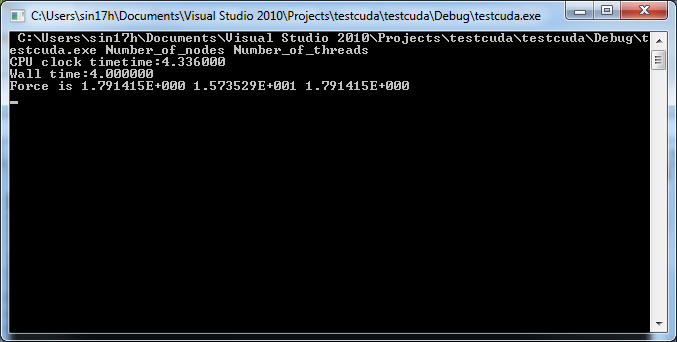 C:\Users\sin17h\Documents\Visual Studio 2010\Projects\testcuda\testcuda\Debug\testcuda.exe
C:\Users\sin17h\Documents\Visual Studio 2010\Projects\testcuda\testcuda\Debug\t
estcuda.exe Number_of_nodes Number_of_threads
CPU clock timetime:4.336000
Wall time:4.000000
Force is 1.791415E+000 1.573529E+001 1.791415E+000